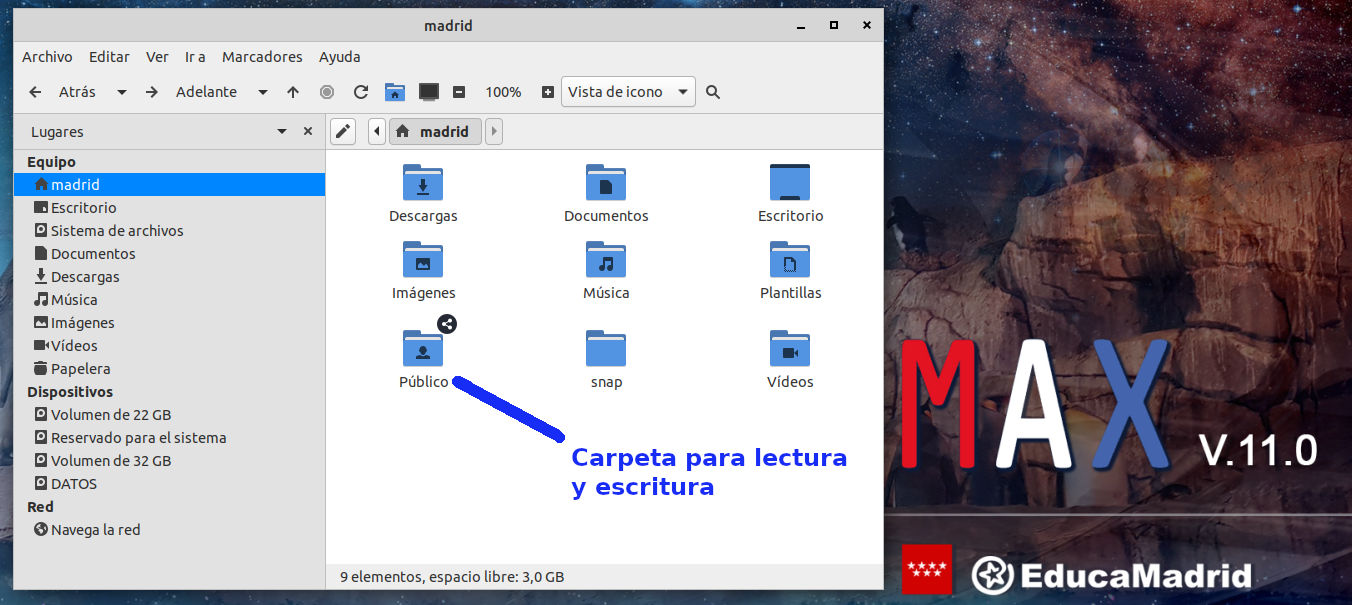 madrid
Archivo Editar Ver Ir a Marcadores Ayuda
Atrás Adelante 100% Vista de icono
Lugares madrid
Equipo
madrid
Escritorio
Sistema de archivos
Documentos
Descargas
Música
Imágenes
Vídeos
Papelera
Dispositivos
Volumen de 22 GB
Reservado para el sistema
Volumen de 32 GB
DATOS
Red
Navega la red
Descargas Documentos Escritorio
Imágenes Música Plantillas
Público snap Vídeos
Carpeta para lectura
y escritura
9 elementos, espacio libre: 3,0 GB
MAX V.11.0
EducaMadrid